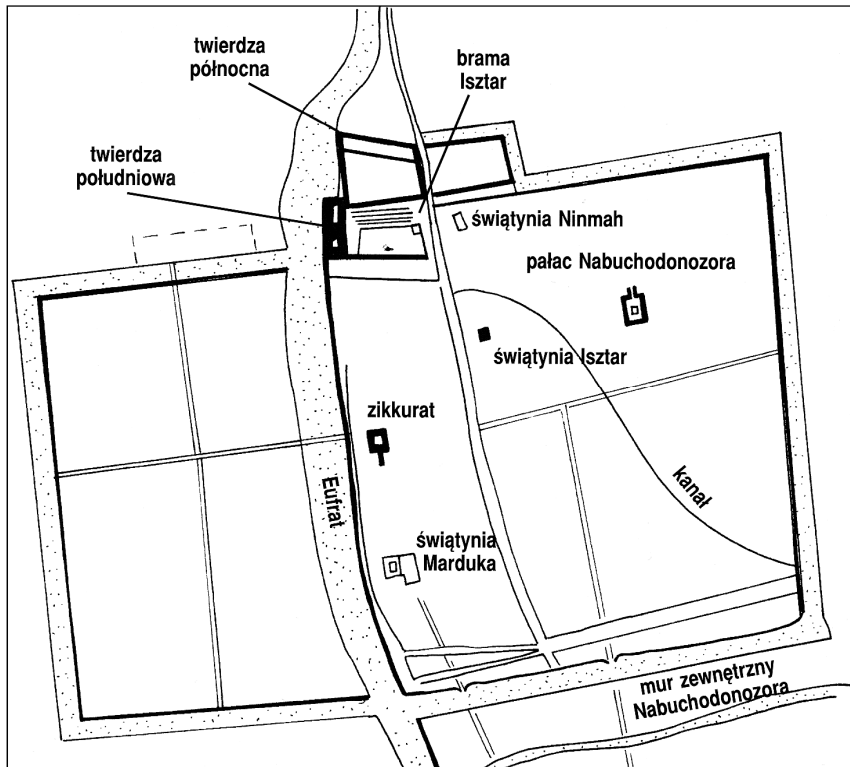 twierdza
północna
brama
Isztar
twierdza
południowa
świątynia Ninmah
pałac Nabuchodonozora
świątynia Isztar
zikkurat
kanał
Eufrat
świątynia
Marduka
mur zewnętrzny
Nabuchodonozora